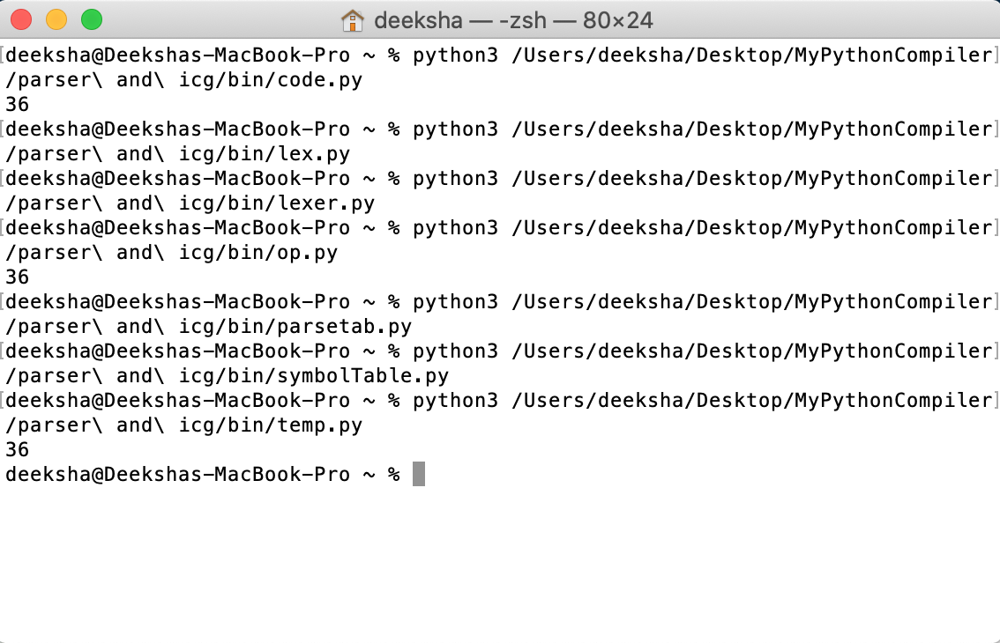 deeksha — -zsh — 80×24
[deeksha@Deekshas-MacBook-Pro ~ % python3 /Users/deeksha/Desktop/MyPythonCompiler]
/parser\ and\ icg/bin/code.py
36
[deeksha@Deekshas-MacBook-Pro ~ % python3 /Users/deeksha/Desktop/MyPythonCompiler]
/parser\ and\ icg/bin/lex.py
[deeksha@Deekshas-MacBook-Pro ~ % python3 /Users/deeksha/Desktop/MyPythonCompiler]
/parser\ and\ icg/bin/lexer.py
[deeksha@Deekshas-MacBook-Pro ~ % python3 /Users/deeksha/Desktop/MyPythonCompiler]
/parser\ and\ icg/bin/op.py
36
[deeksha@Deekshas-MacBook-Pro ~ % python3 /Users/deeksha/Desktop/MyPythonCompiler]
/parser\ and\ icg/bin/parsetab.py
[deeksha@Deekshas-MacBook-Pro ~ % python3 /Users/deeksha/Desktop/MyPythonCompiler]
/parser\ and\ icg/bin/symbolTable.py
[deeksha@Deekshas-MacBook-Pro ~ % python3 /Users/deeksha/Desktop/MyPythonCompiler]
/parser\ and\ icg/bin/temp.py
36
deeksha@Deekshas-MacBook-Pro ~ %